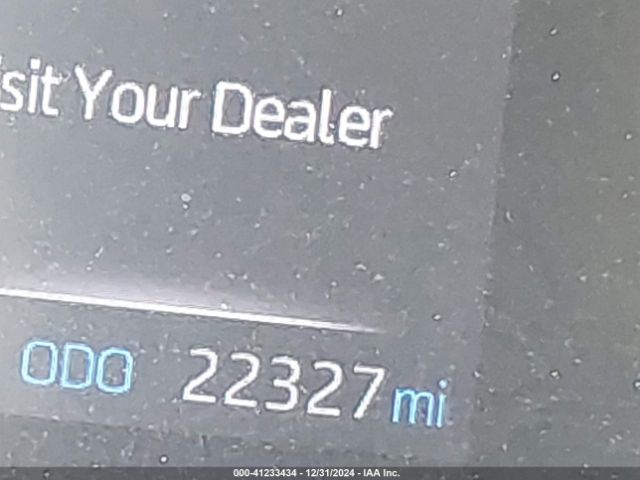 sit Your Dealer
ODO 22327 mi
000-41233434 - 12/31/2024 - IAA Inc.